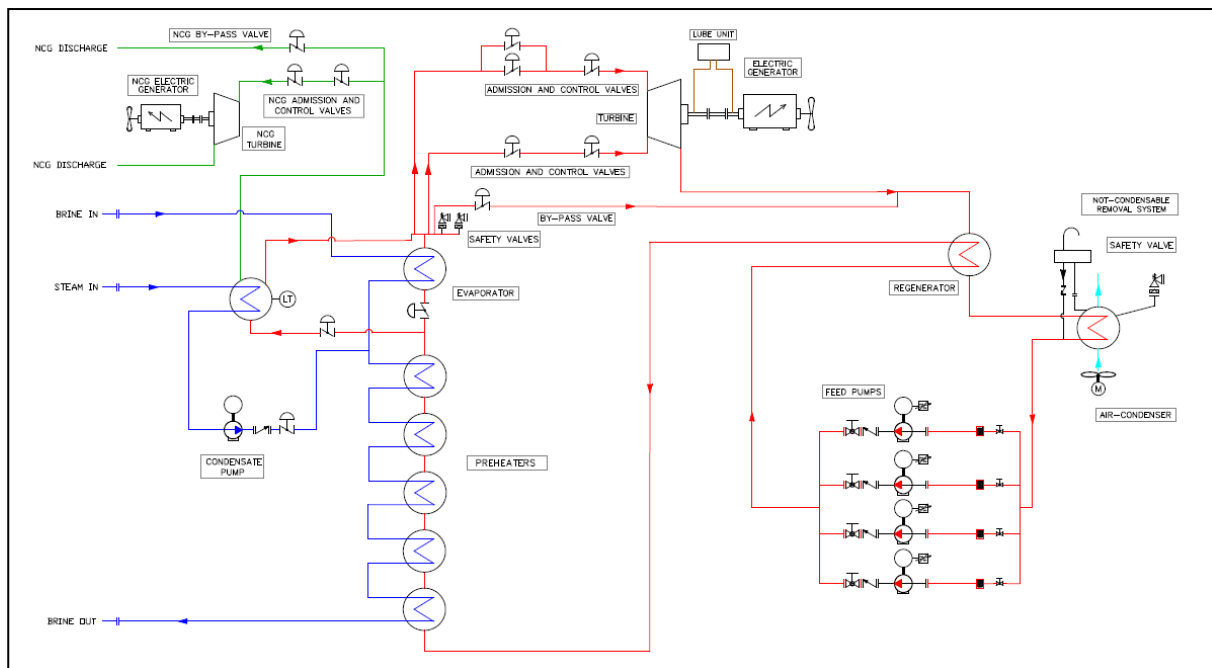 NCG BY-PASS VALVE
NCG DISCHARGE
NCG ELECTRIC
GENERATOR
NCG ADMISSION AND
CONTROL VALVES
NCG
TURBINE
NCG DISCHARGE
LUBE UNIT
ELECTRIC
GENERATOR
ADMISSION AND CONTROL VALVES
TURBINE
ADMISSION AND CONTROL VALVES
BRINE IN
BY-PASS VALVE
SAFETY VALVES
NOT-CONDENSABLE
REMOVAL SYSTEM
SAFETY VALVE
STEAM IN
LT
EVAPORATOR
REGENERATOR
M
AIR-CONDENSER
FEED PUMPS
CONDENSATE
PUMP
PREHEATERS
BRINE OUT